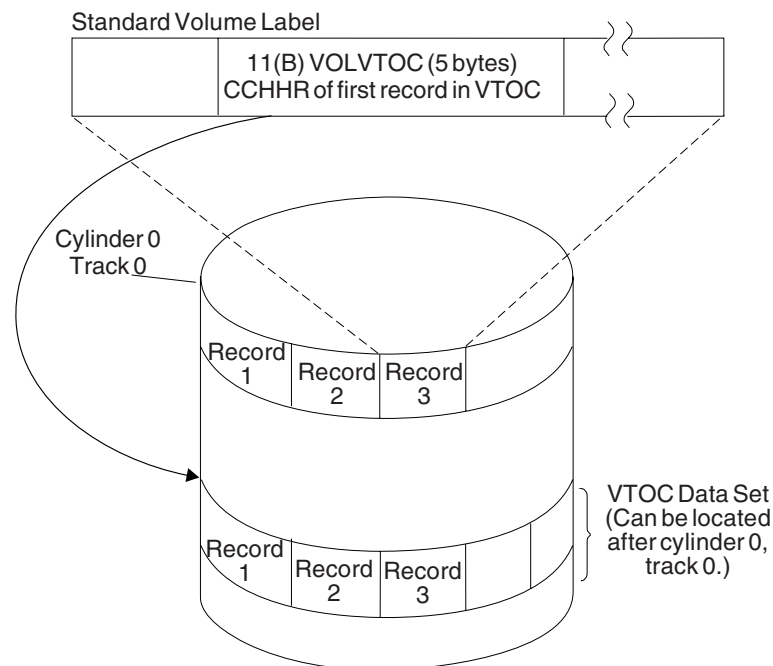 Standard Volume Label
11(B) VOLVTOC (5 bytes)
CCHHR of first record in VTOC
Cylinder 0
Track 0
Record
1
Record
2
Record
3
VTOC Data Set
(Can be located
after cylinder 0,
track 0.)
Record
1
Record
2
Record
3